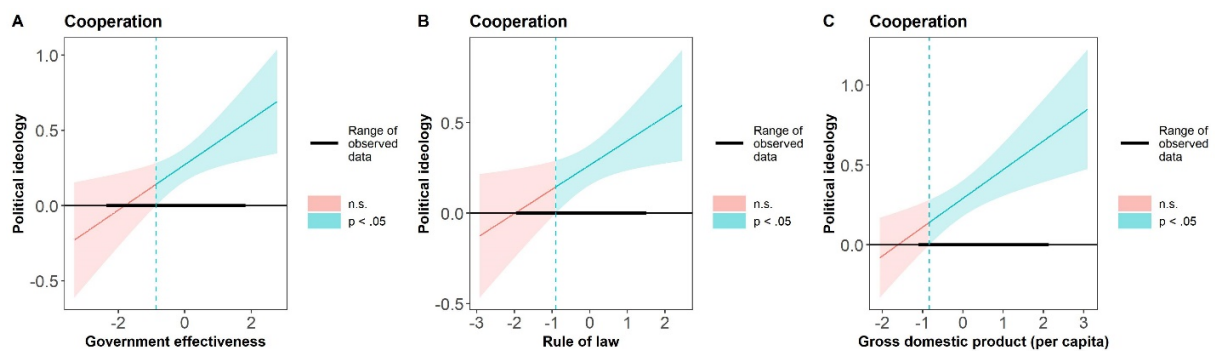 A Cooperation
Political ideology
1.0
0.5
0.0
-0.5
-2 0 2
Government effectiveness
Range of
observed
data
n.s.
p < .05
B Cooperation
Political ideology
0.5
0.0
-0.5
-3 -2 -1 0 1 2
Rule of law
Range of
observed
data
n.s.
p < .05
C Cooperation
Political ideology
1.0
0.5
0.0
-2 -1 0 1 2 3
Gross domestic product (per capita)
Range of
observed
data
n.s.
p < .05